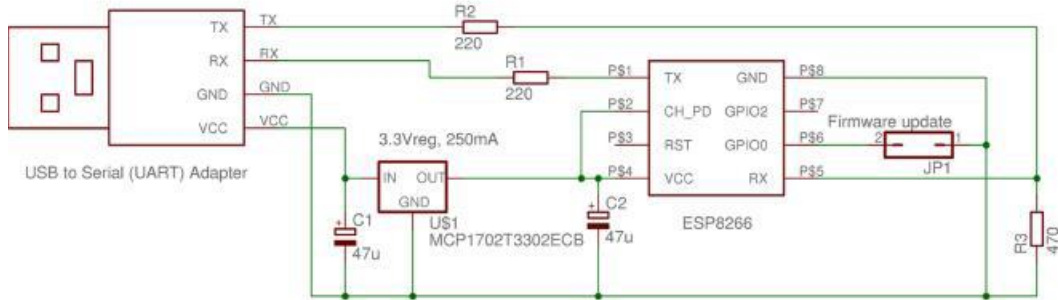 R2
TX TX
220
RX RX
R1
P$1 TX GND P$8
GND GND
220
P$2 CH_PD GPIO2 P$7
VCC VCC
Firmware update
3.3Vreg, 250mA
P$3 RST GPIO0 P$6 2 1
USB to Serial (UART) Adapter
JP1
IN OUT
P$4 VCC RX P$5
GND
+ C1
U$1
+ C2
ESP8266
MCP1702T3302ECB
R3
470
47u
47u